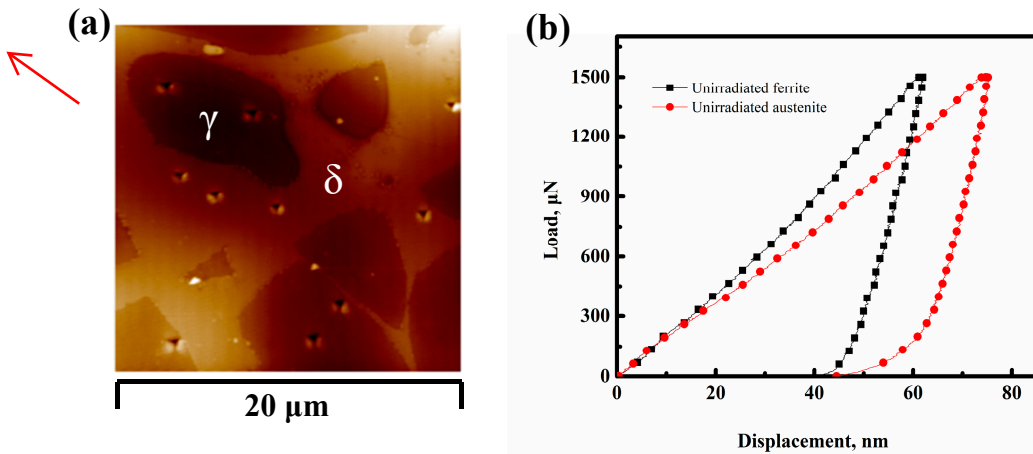 (a)
γ
δ
20 μm
(b)
Unirradiated ferrite
Unirradiated austenite
Load, μN
1500
1200
900
600
300
0
0 20 40 60 80
Displacement, nm